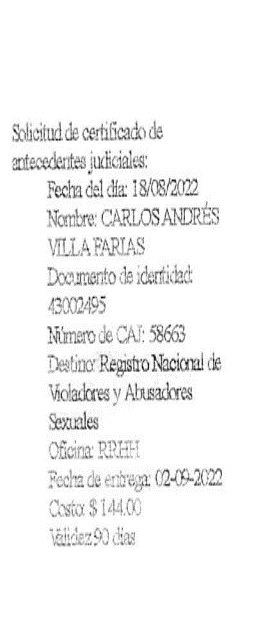 Solicitud de certificado de
antecedentes judiciales:
Fecha del día: 18/08/2022
Nombre: CARLOS ANDRÉS
VILLA FARIAS
Documento de identidad:
43002495
Número de CAJ: 58663
Destino: Registro Nacional de
Violadores y Abusadores
Sexuales
Oficina: RRHH
Fecha de entrega: 02-09-2022
Costo: $ 144.00
Validez 90 dias